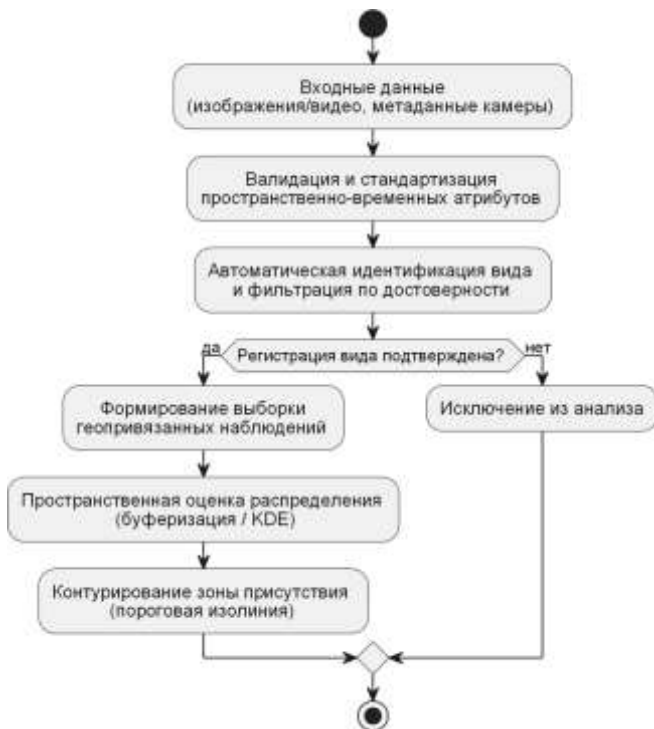 Входные данные
(изображения/видео, метаданные камеры)
Валидация и стандартизация
пространственно-временных атрибутов
Автоматическая идентификация вида
и фильтрация по достоверности
да
Регистрация вида подтверждена?
нет
Формирование выборки
геопривязанных наблюдений
Исключение из анализа
Пространственная оценка распределения
(буферизация / KDE)
Контурирование зоны присутствия
(пороговая изолиния)